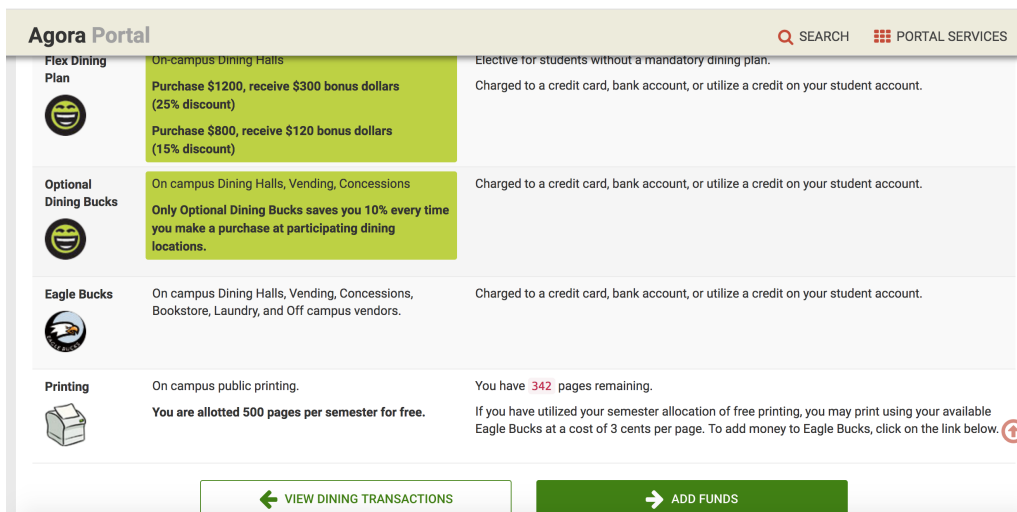 Agora Portal
SEARCH
PORTAL SERVICES
Flex Dining
Plan
On-campus Dining Halls
Purchase $1200, receive $300 bonus dollars
(25% discount)
Purchase $800, receive $120 bonus dollars
(15% discount)
Elective for students without a mandatory dining plan.
Charged to a credit card, bank account, or utilize a credit on your student account.
Optional
Dining Bucks
On campus Dining Halls, Vending, Concessions
Only Optional Dining Bucks saves you 10% every time
you make a purchase at participating dining
locations.
Charged to a credit card, bank account, or utilize a credit on your student account.
Eagle Bucks
EAGLE BUCKS
On campus Dining Halls, Vending, Concessions,
Bookstore, Laundry, and Off campus vendors.
Charged to a credit card, bank account, or utilize a credit on your student account.
Printing
On campus public printing.
You are allotted 500 pages per semester for free.
You have 342 pages remaining.
If you have utilized your semester allocation of free printing, you may print using your available
Eagle Bucks at a cost of 3 cents per page. To add money to Eagle Bucks, click on the link below.
VIEW DINING TRANSACTIONS
ADD FUNDS